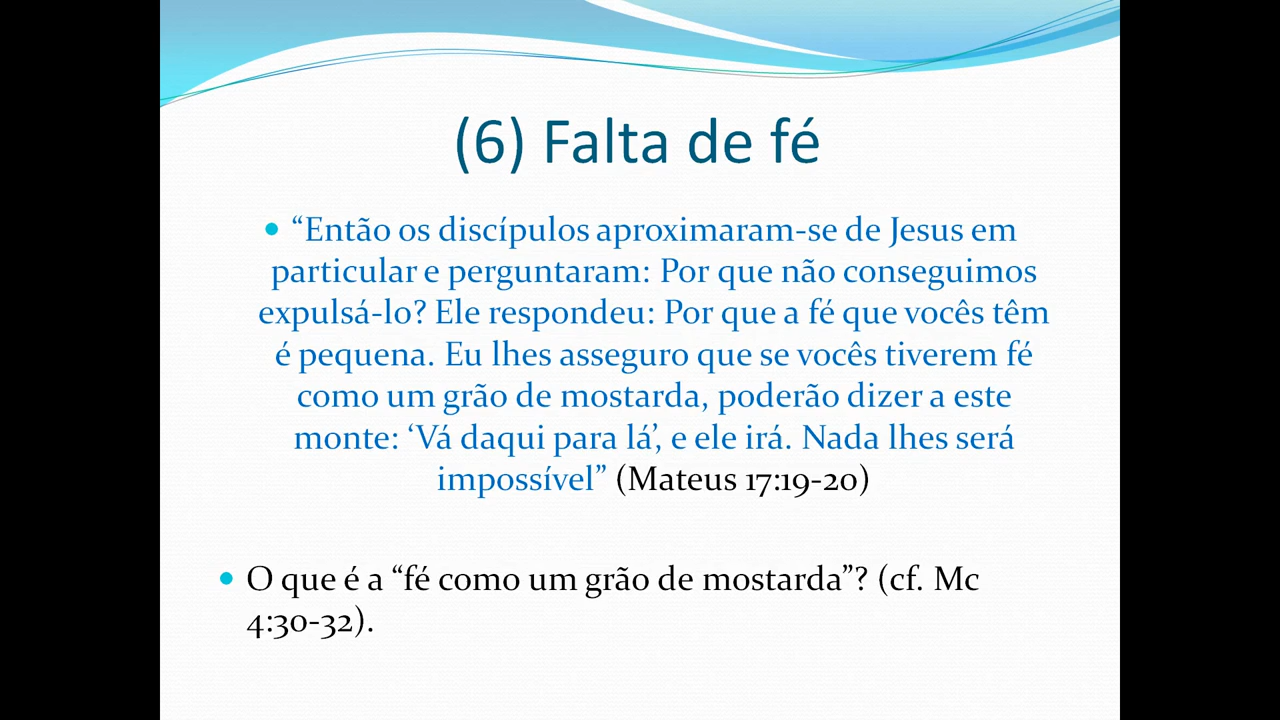 (6) Falta de fé
• “Então os discípulos aproximaram-se de Jesus em
particular e perguntaram: Por que não conseguimos
expulsá-lo? Ele respondeu: Por que a fé que vocês têm
é pequena. Eu lhes asseguro que se vocês tiverem fé
como um grão de mostarda, poderão dizer a este
monte: ‘Vá daqui para lá’, e ele irá. Nada lhes será
impossível” (Mateus 17:19-20)
• O que é a “fé como um grão de mostarda”? (cf. Mc
4:30-32).